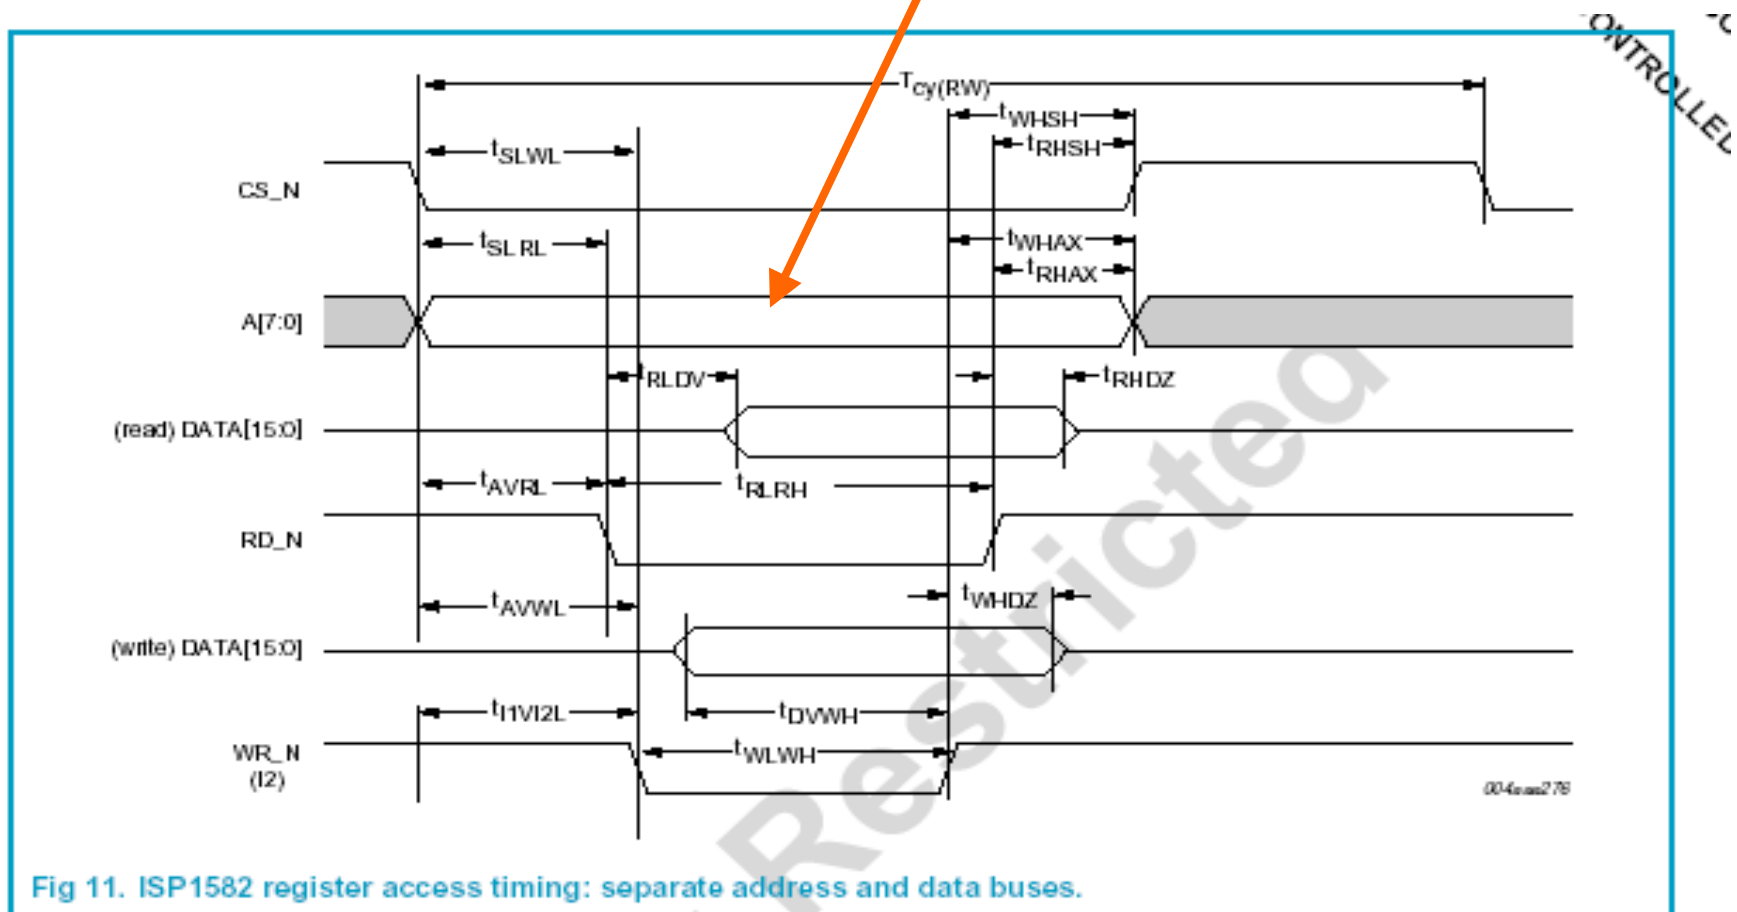 CONTROLLED
Tcy(RW)
tWHSH
tSLWL
tRHSH
CS_N
tSLRL
tWHAX
tRHAX
A[7:0]
tRLDV
tRHDZ
(read) DATA[15:0]
tAVRL
tRLRH
RD_N
tWHDZ
tAVWL
(write) DATA[15:0]
tI1VI2L
tDVWH
WR_N
(I2)
tWLWH
004aaa276
Restricted
Fig 11. ISP1582 register access timing: separate address and data buses.